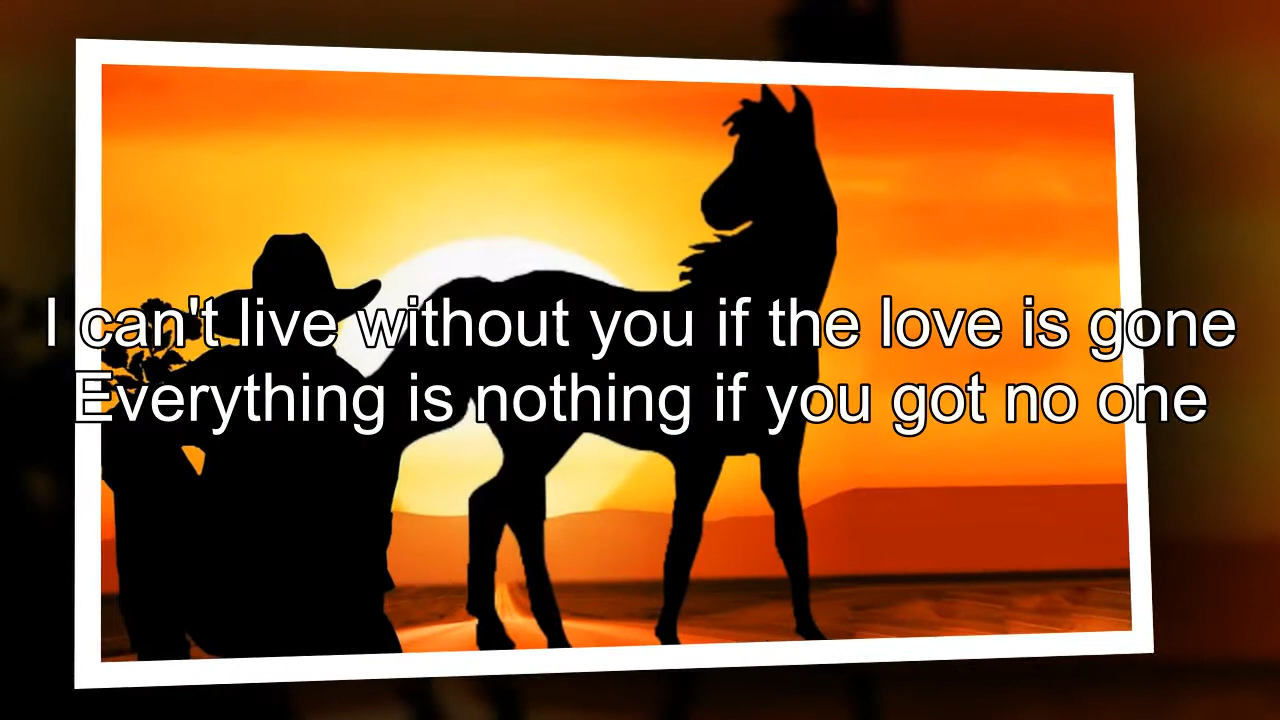 I can't live without you if the love is gone
Everything is nothing if you got no one